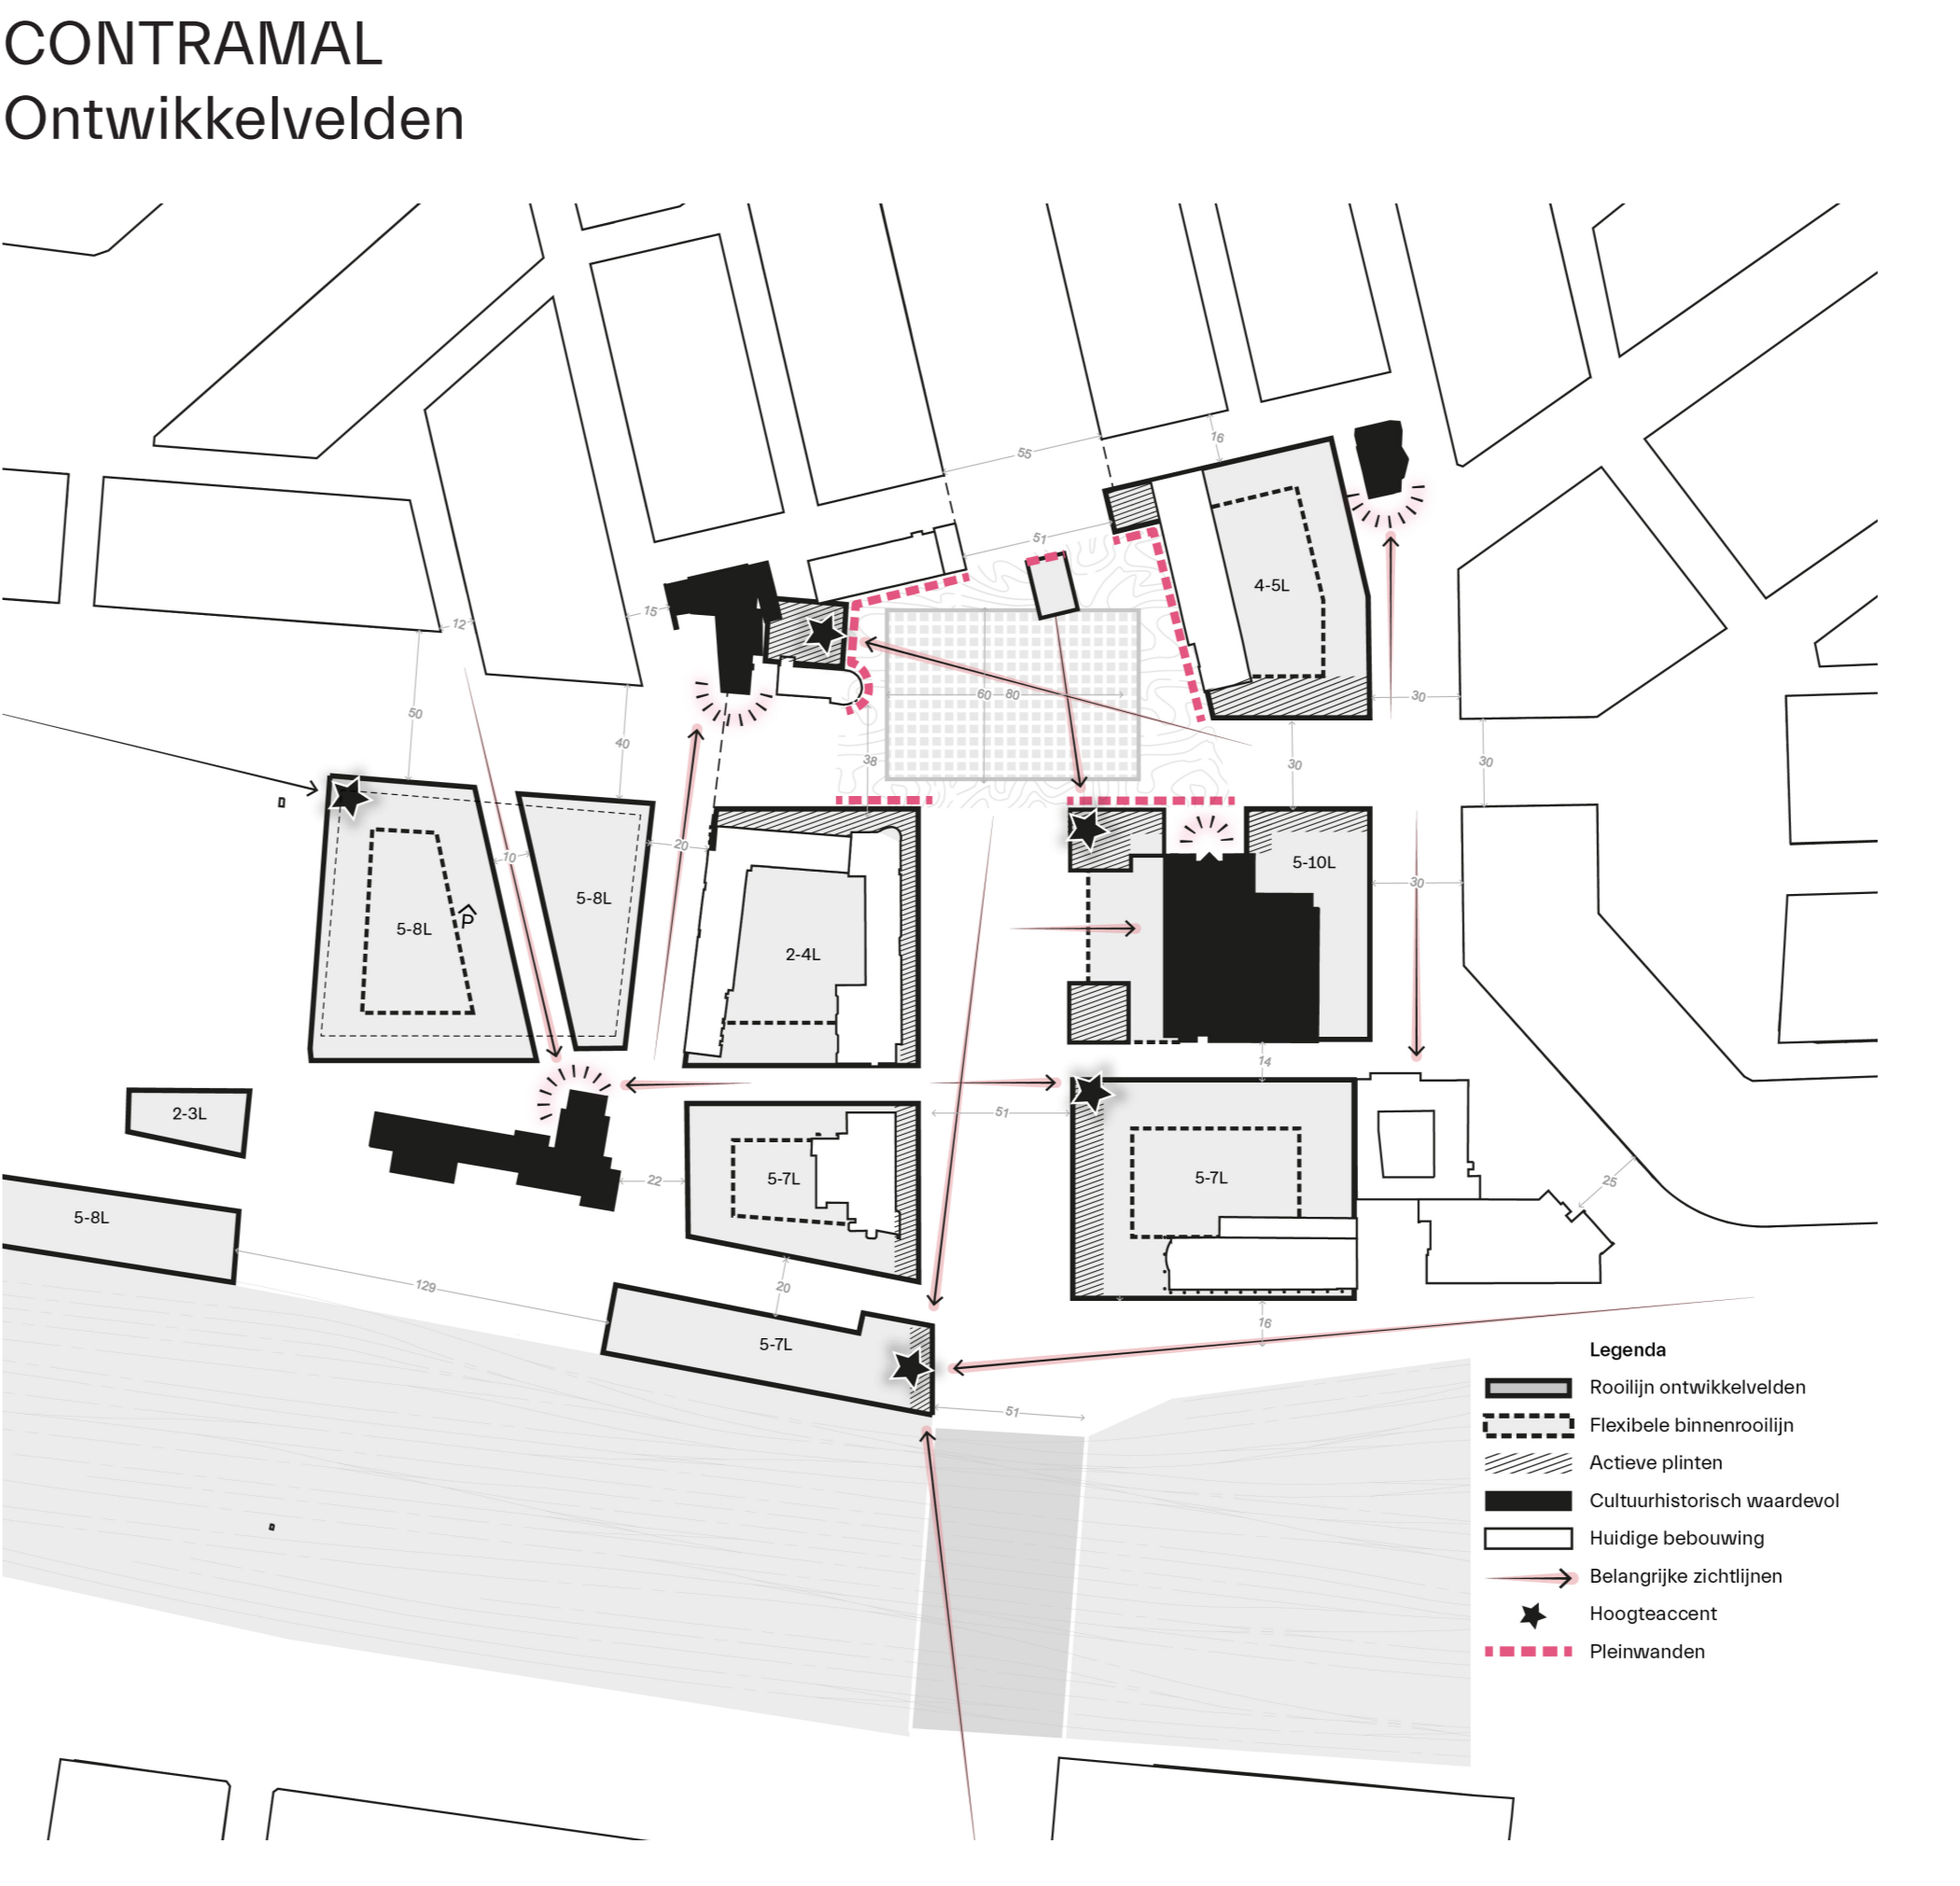 CONTRAMAL
Ontwikkelvelden
16
55
51
4-5L
15
12
60 80
30
50
40
38
30
30
20
10
5-10L
5-8L
30
5-8L
P
2-4L
14
2-3L
51
5-7L
5-7L
22
25
5-8L
129
20
16
5-7L
51
Legenda
Rooilijn ontwikkelvelden
Flexibele binnenrooilijn
Actieve plinten
Cultuurhistorisch waardevol
Huidige bebouwing
Belangrijke zichtlijnen
Hoogteaccent
Pleinwanden